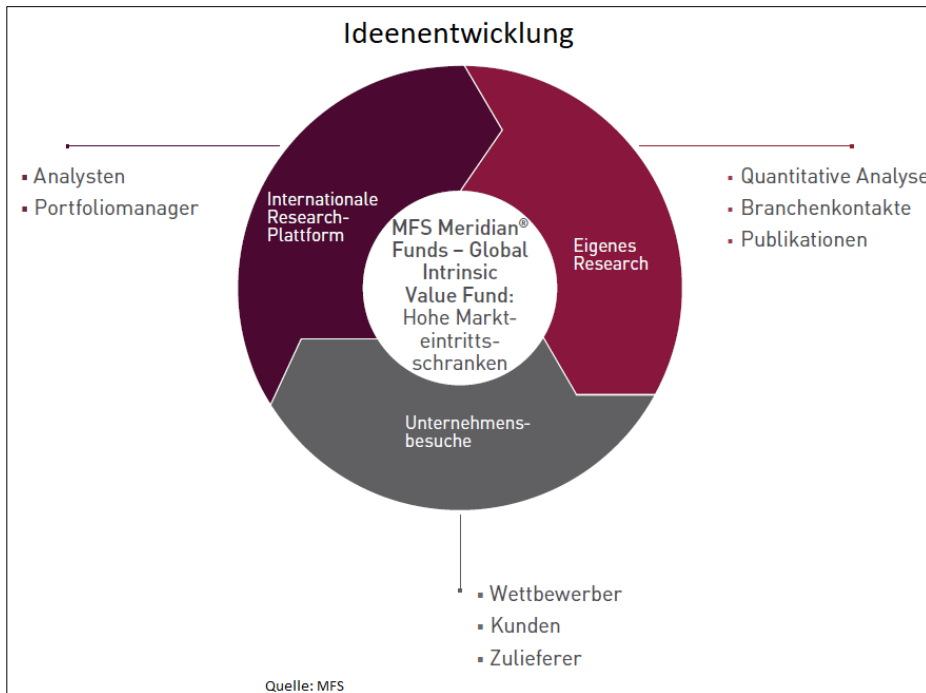 Ideenentwicklung
▪ Analysten
▪ Portfoliomanager
Internationale
Research-
Plattform
MFS Meridian®
Funds – Global
Intrinsic
Value Fund:
Hohe Markt-
eintritts-
schranken
Eigenes
Research
▪ Quantitative Analyse
▪ Branchenkontakte
▪ Publikationen
Unternehmens-
besuche
▪ Wettbewerber
▪ Kunden
▪ Zulieferer
Quelle: MFS